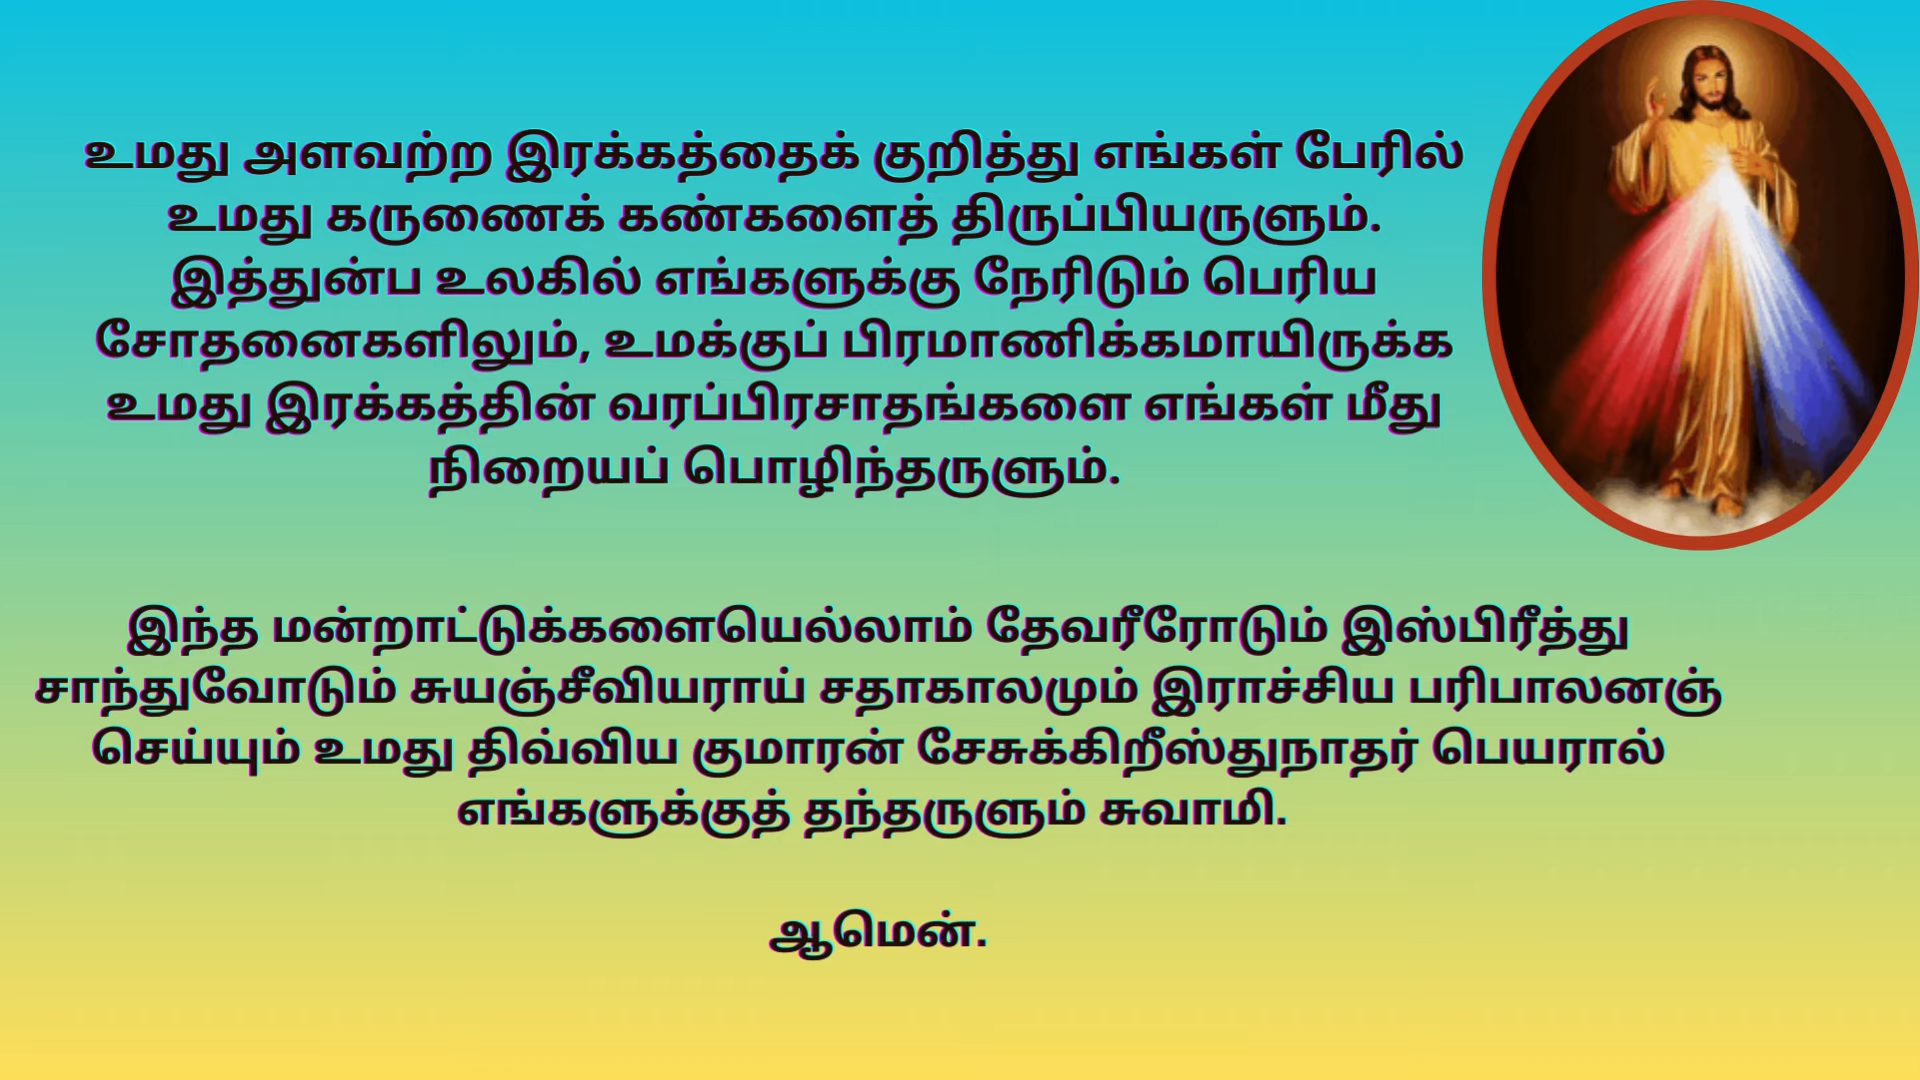 உமது அளவற்ற இரக்கத்தைக் குறித்து எங்கள் பேரில்
உமது கருணைக் கண்களைத் திருப்பியருளும்.
இத்துன்ப உலகில் எங்களுக்கு நேரிடும் பெரிய
சோதனைகளிலும், உமக்குப் பிரமாணிக்கமாயிருக்க
உமது இரக்கத்தின் வரப்பிரசாதங்களை எங்கள் மீது
நிறையப் பொழிந்தருளும்.
இந்த மன்றாட்டுக்களையெல்லாம் தேவரீரோடும் இஸ்பிரீத்து
சாந்துவோடும் சுயஞ்சீவியராய் சதாகாலமும் இராச்சிய பரிபாலனஞ்
செய்யும் உமது திவ்விய குமாரன் சேசுக்கிறீஸ்துநாதர் பெயரால்
எங்களுக்குத் தந்தருளும் சுவாமி.
ஆமென்.